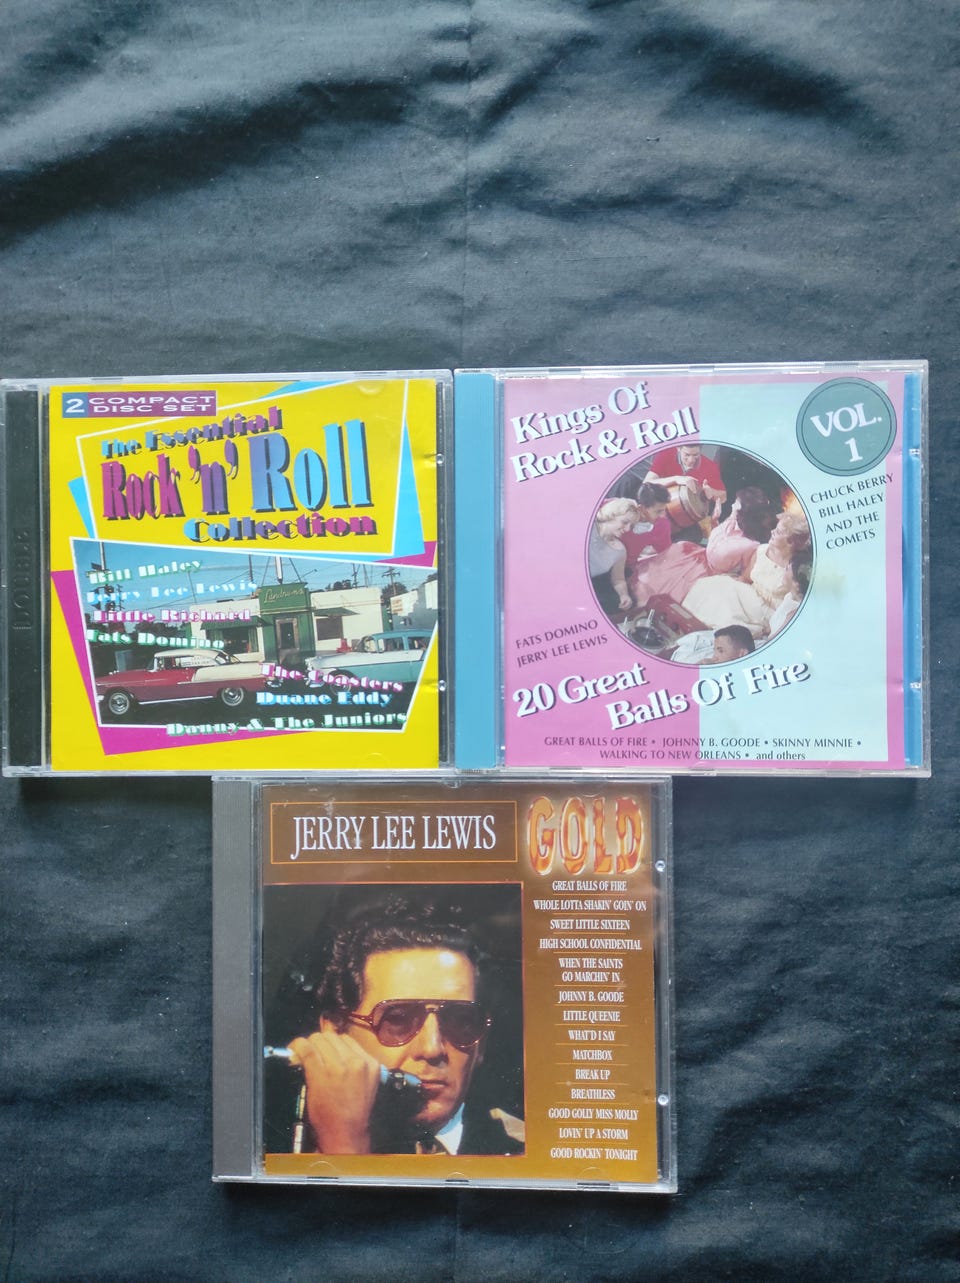 2 COMPACT
DISC SET
The Essential
Rock 'n' Roll
Collection
Bill Haley
Jerry Lee Lewis
Little Richard
Fats Domino
The Coasters
Duane Eddy
Danny & The Juniors
Kings Of
Rock & Roll
VOL.
1
CHUCK BERRY
BILL HALEY
AND THE
COMETS
FATS DOMINO
JERRY LEE LEWIS
20 Great
Balls Of Fire
GREAT BALLS OF FIRE • JOHNNY B. GOODE • SKINNY MINNIE •
WALKING TO NEW ORLEANS • and others
JERRY LEE LEWIS
GOLD
GREAT BALLS OF FIRE
WHOLE LOTTA SHAKIN' GOIN' ON
SWEET LITTLE SIXTEEN
HIGH SCHOOL CONFIDENTIAL
WHEN THE SAINTS
GO MARCHIN' IN
JOHNNY B. GOODE
LITTLE QUEENIE
WHAT'D I SAY
MATCHBOX
BREAK UP
BREATHLESS
GOOD GOLLY MISS MOLLY
LOVIN' UP A STORM
GOOD ROCKIN' TONIGHT